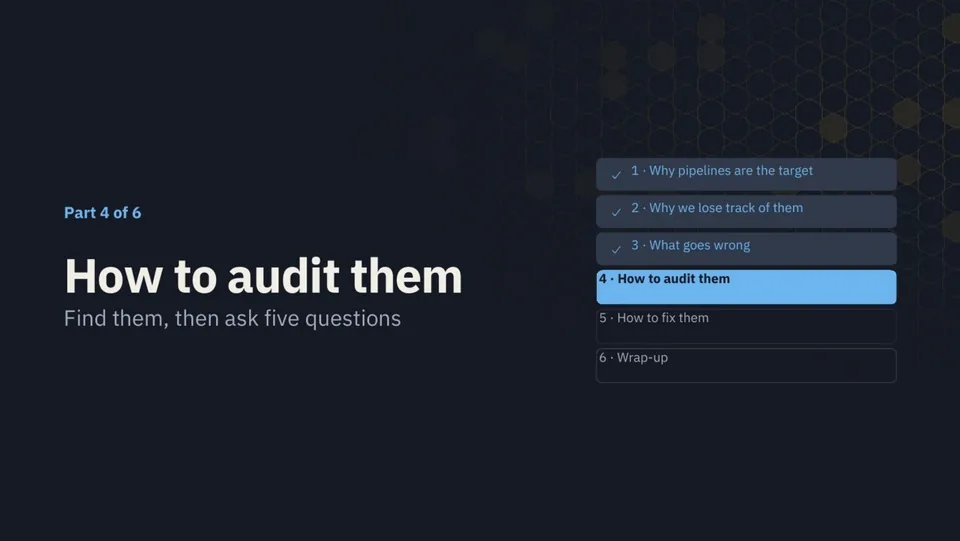 Part 4 of 6
How to audit them
Find them, then ask five questions
✓ 1 · Why pipelines are the target
✓ 2 · Why we lose track of them
✓ 3 · What goes wrong
4 · How to audit them
5 · How to fix them
6 · Wrap-up